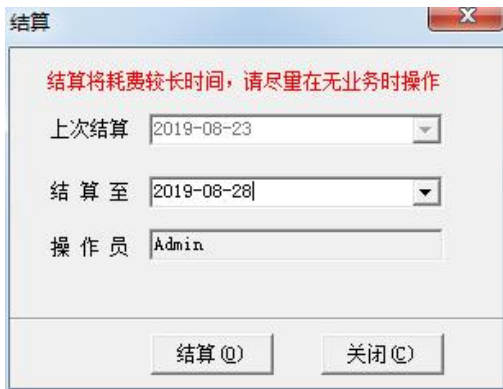 结算
结算将耗费较长时间，请尽量在无业务时操作
上次结算 2019-08-23
结 算 至 2019-08-28
操 作 员 Admin
结算(O) 关闭(C)